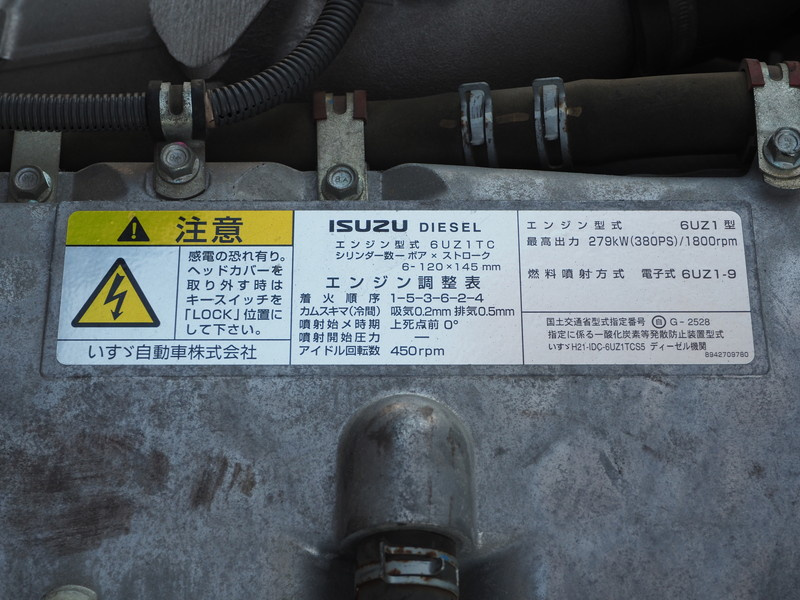 注意
感電の恐れ有り。
ヘッドカバーを
取り外す時は
キースイッチを
「LOCK」位置に
して下さい。
いすゞ自動車株式会社
ISUZU DIESEL
エンジン型式 6UZ1TC
シリンダー数ー ボア × ストローク
6-120×145 mm
エンジン調整表
着火順序 1-5-3-6-2-4
カムスキマ(冷間) 吸気0.2mm 排気0.5mm
噴射始メ時期 上死点前 0°
噴射開始圧力 —
アイドル回転数 450rpm
エンジン型式 6UZ1型
最高出力 279kW(380PS)/1800rpm
燃料噴射方式 電子式 6UZ1-9
国土交通省型式指定番号 自 G-2528
指定に係る一酸化炭素等発散防止装置型式
いすゞH21-IDC-6UZ1TCS5 ディーゼル機関
8942709780